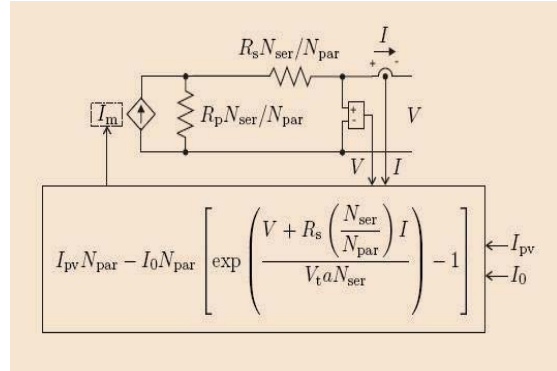 I
R_s N_ser/N_par
+ -
I_m
R_p N_ser/N_par
+
-
V
V I
I_pv N_par − I_0 N_par [exp((V + R_s (N_ser/N_par) I)/(V_t a N_ser)) − 1]
I_pv
I_0